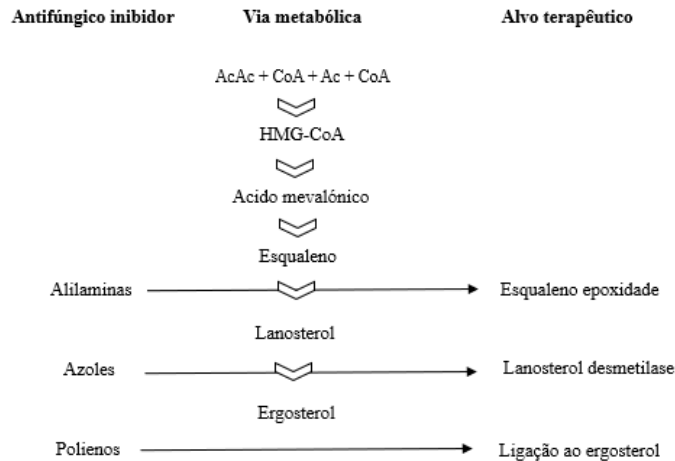 Antifúngico inibidor Via metabólica Alvo terapêutico
AcAc + CoA + Ac + CoA
HMG-CoA
Acido mevalónico
Esqualeno
Alilaminas Esqualeno epoxidade
Lanosterol
Azoles Lanosterol desmetilase
Ergosterol
Polienos Ligação ao ergosterol